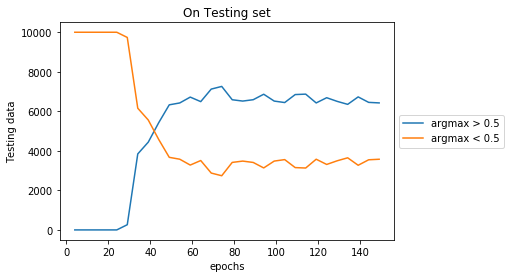 On Testing set
10000
8000
6000
4000
2000
0
Testing data
0 20 40 60 80 100 120 140
epochs
argmax > 0.5
argmax < 0.5